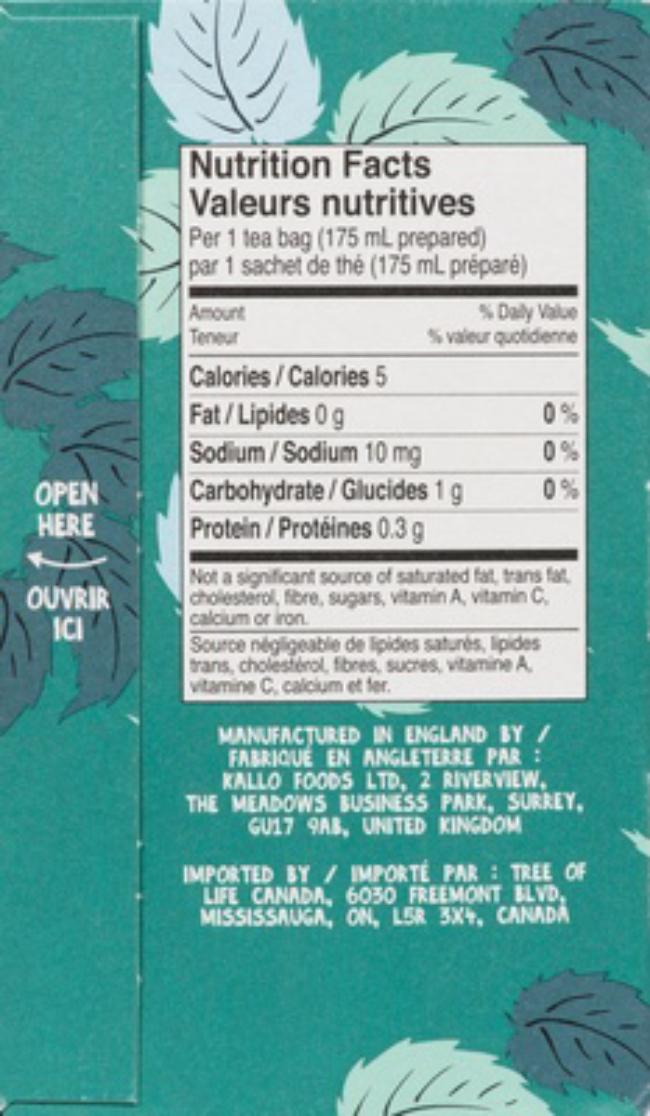 Nutrition Facts
Valeurs nutritives
Per 1 tea bag (175 mL prepared)
par 1 sachet de thé (175 mL préparé)
Amount % Daily Value
Teneur % valeur quotidienne
Calories / Calories 5
Fat / Lipides 0 g 0 %
Sodium / Sodium 10 mg 0 %
Carbohydrate / Glucides 1 g 0 %
Protein / Protéines 0.3 g
Not a significant source of saturated fat, trans fat,
cholesterol, fibre, sugars, vitamin A, vitamin C,
calcium or iron.
Source négligeable de lipides saturés, lipides
trans, cholestérol, fibres, sucres, vitamine A,
vitamine C, calcium et fer.
OPEN
HERE
OUVRIR
ICI
MANUFACTURED IN ENGLAND BY /
FABRIQUÉ EN ANGLETERRE PAR :
KALLO FOODS LTD, 2 RIVERVIEW,
THE MEADOWS BUSINESS PARK, SURREY,
GU17 9AB, UNITED KINGDOM
IMPORTED BY / IMPORTÉ PAR : TREE OF
LIFE CANADA, 6030 FREEMONT BLVD,
MISSISSAUGA, ON, L5R 3X4, CANADA